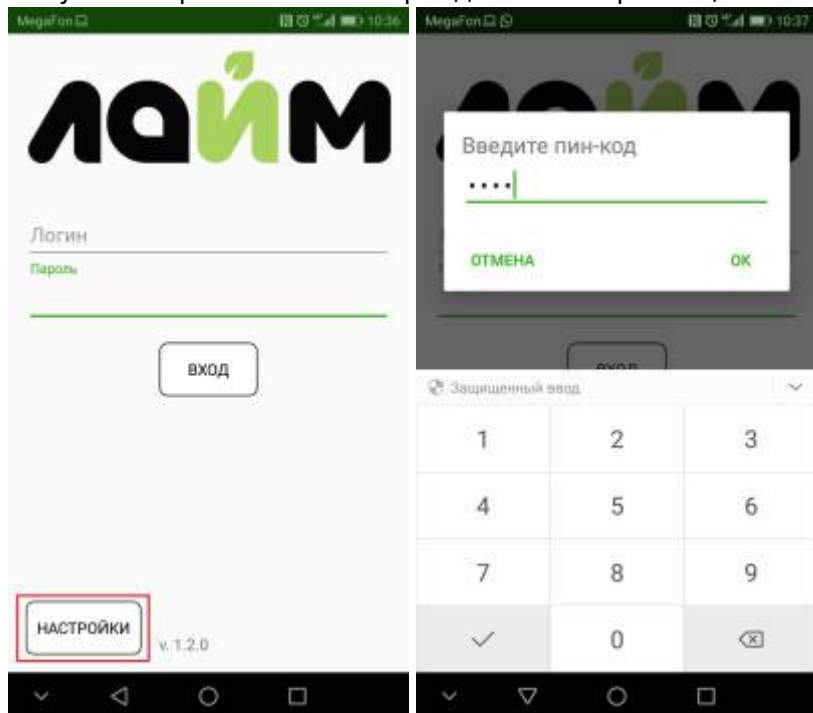 MegaFon 10:36
лайм
Логин
Пароль
ВХОД
НАСТРОЙКИ
v. 1.2.0
MegaFon 10:37
Введите пин-код
ОТМЕНА OK
ВХОД
Защищенный ввод
1 2 3
4 5 6
7 8 9
0